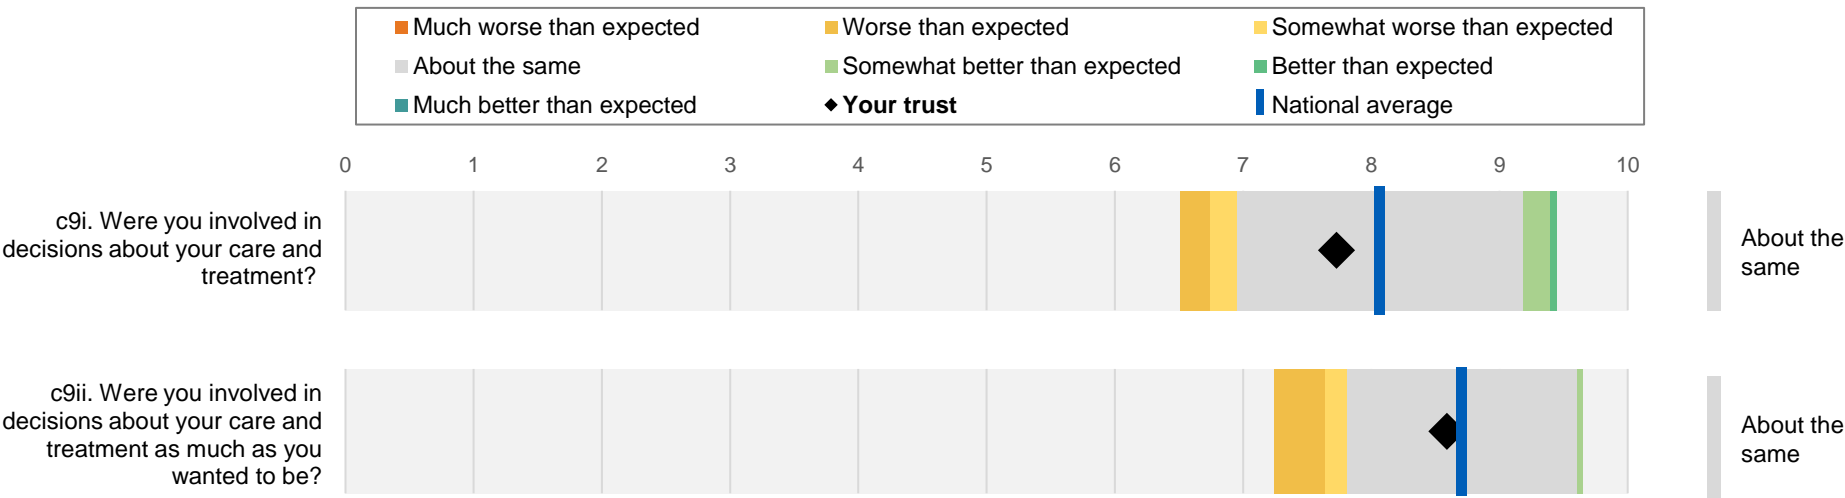 Much worse than expected
Worse than expected
Somewhat worse than expected
About the same
Somewhat better than expected
Better than expected
Much better than expected
Your trust
National average
0 1 2 3 4 5 6 7 8 9 10
c9i. Were you involved in
decisions about your care and
treatment?
About the
same
c9ii. Were you involved in
decisions about your care and
treatment as much as you
wanted to be?
About the
same